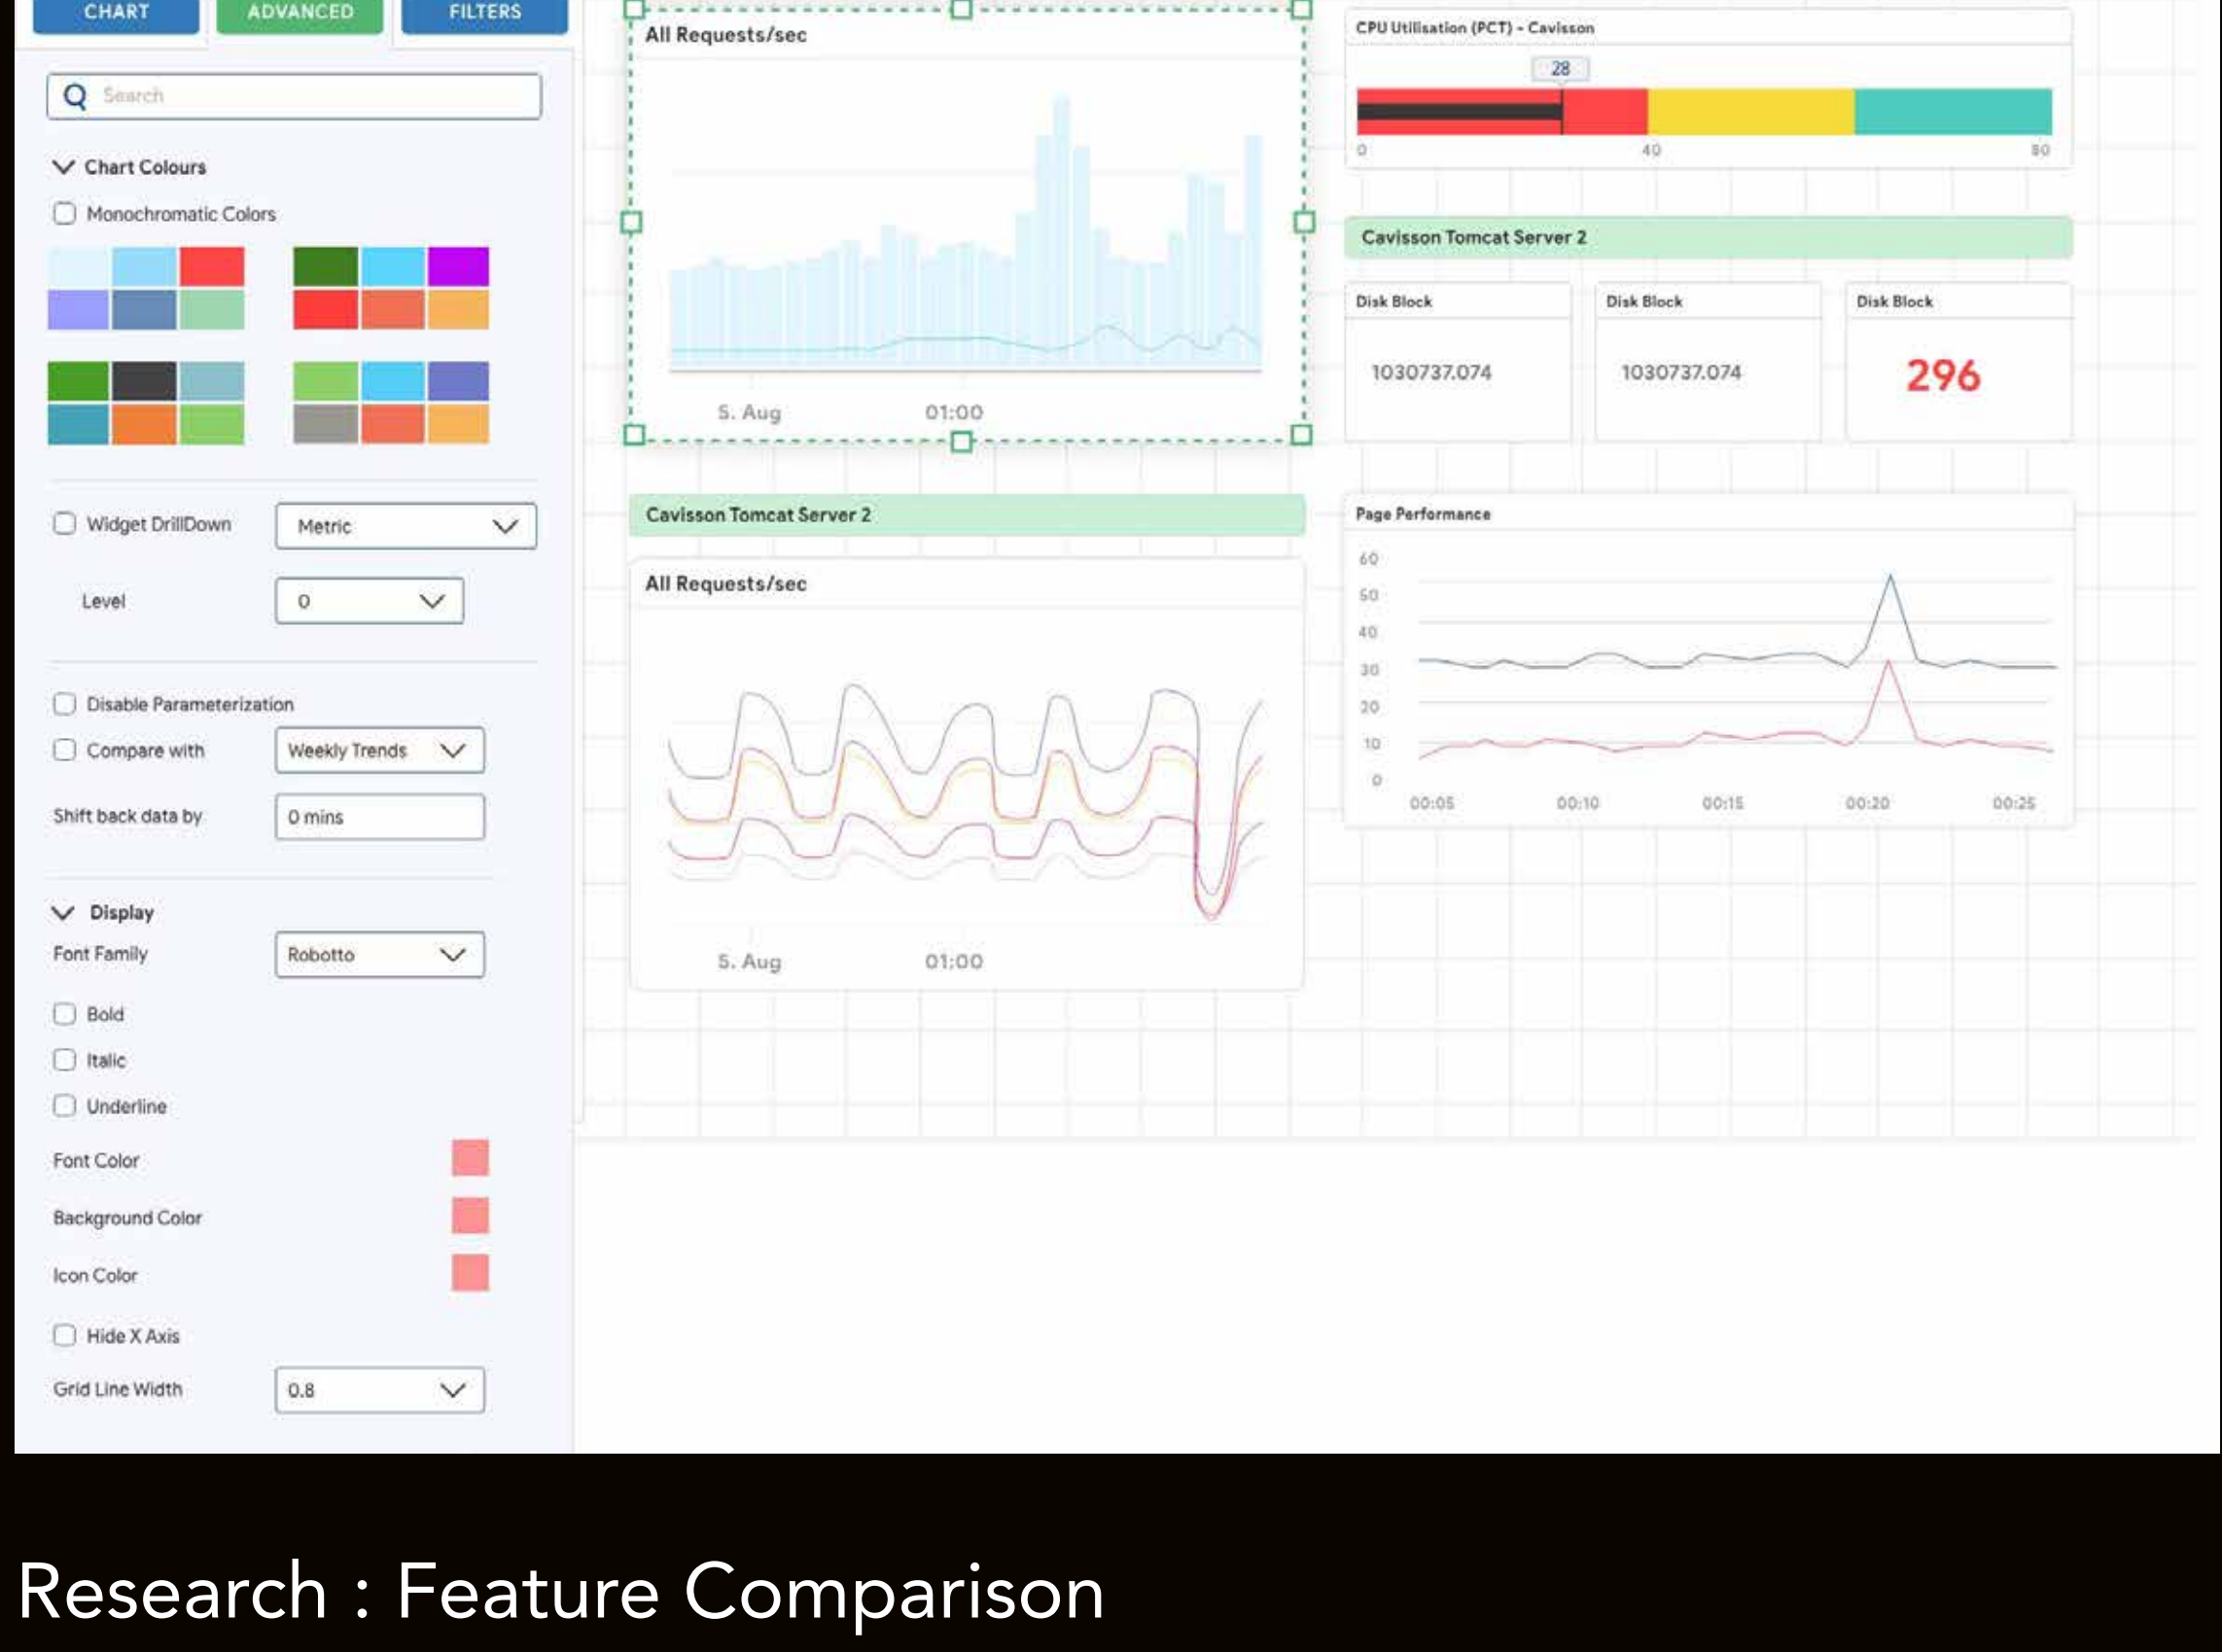 CHART
ADVANCED
FILTERS
Search
Chart Colours
Monochromatic Colors
Widget DrillDown
Metric
Level
0
Disable Parameterization
Compare with
Weekly Trends
Shift back data by
0 mins
Display
Font Family
Robotto
Bold
Italic
Underline
Font Color
Background Color
Icon Color
Hide X Axis
Grid Line Width
0.8
All Requests/sec
5. Aug
01:00
Cavisson Tomcat Server 2
All Requests/sec
5. Aug
01:00
CPU Utilisation (PCT) - Cavisson
28
0
40
80
Cavisson Tomcat Server 2
Disk Block
Disk Block
Disk Block
1030737.074
1030737.074
296
Page Performance
60
50
40
30
20
10
0
00:05
00:10
00:15
00:20
00:25
Research : Feature Comparison